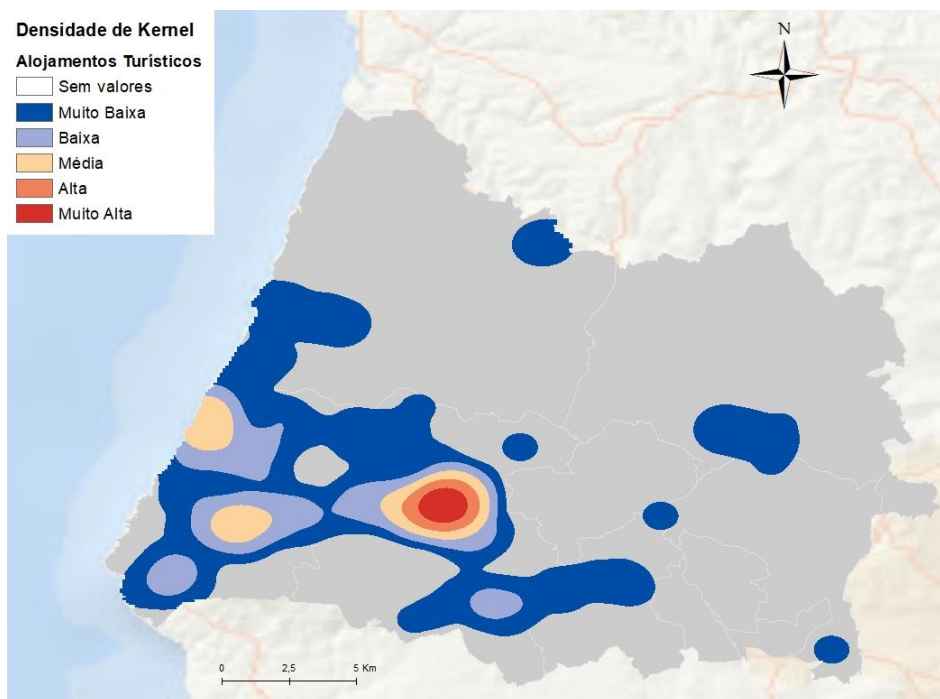 Densidade de Kernel
Alojamentos Turísticos
Sem valores
Muito Baixa
Baixa
Média
Alta
Muito Alta
N
0 2,5 5 Km